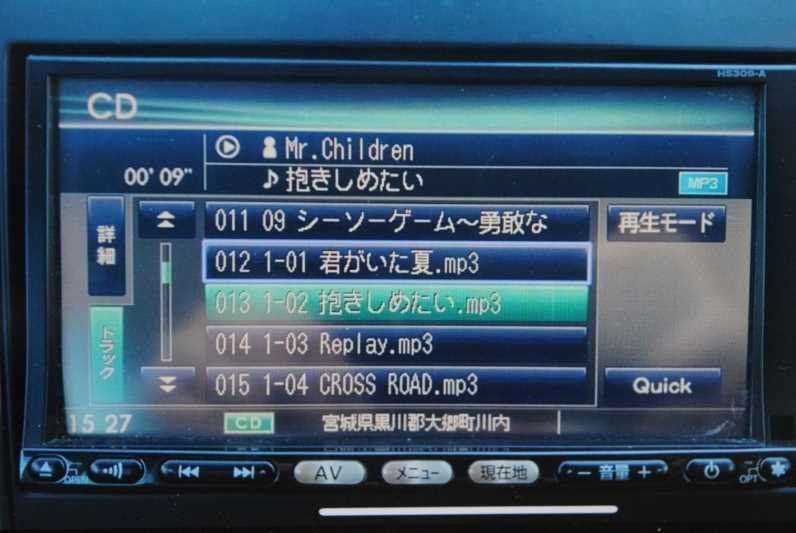 HS309-A
CD
Mr.Children
00'09" ♪抱きしめたい MP3
詳細
011 09 シーソーゲーム〜勇敢な 再生モード
012 1-01 君がいた夏.mp3
013 1-02 抱きしめたい.mp3
トラック
014 1-03 Replay.mp3
015 1-04 CROSS ROAD.mp3 Quick
15 27 CD 宮城県黒川郡大郷町川内
OPEN AV メニュー 現在地 − 音量 + OPT